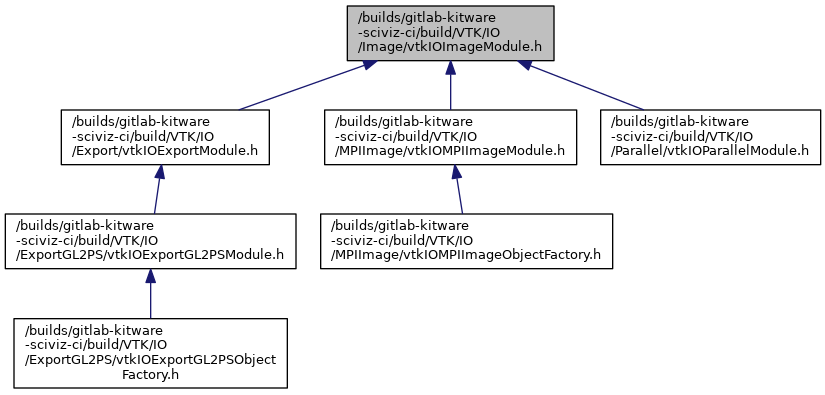 /builds/gitlab-kitware
-sciviz-ci/build/VTK/IO
/Image/vtkIOImageModule.h
/builds/gitlab-kitware
-sciviz-ci/build/VTK/IO
/Export/vtkIOExportModule.h
/builds/gitlab-kitware
-sciviz-ci/build/VTK/IO
/MPIImage/vtkIOMPIImageModule.h
/builds/gitlab-kitware
-sciviz-ci/build/VTK/IO
/Parallel/vtkIOParallelModule.h
/builds/gitlab-kitware
-sciviz-ci/build/VTK/IO
/ExportGL2PS/vtkIOExportGL2PSModule.h
/builds/gitlab-kitware
-sciviz-ci/build/VTK/IO
/MPIImage/vtkIOMPIImageObjectFactory.h
/builds/gitlab-kitware
-sciviz-ci/build/VTK/IO
/ExportGL2PS/vtkIOExportGL2PSObject
Factory.h